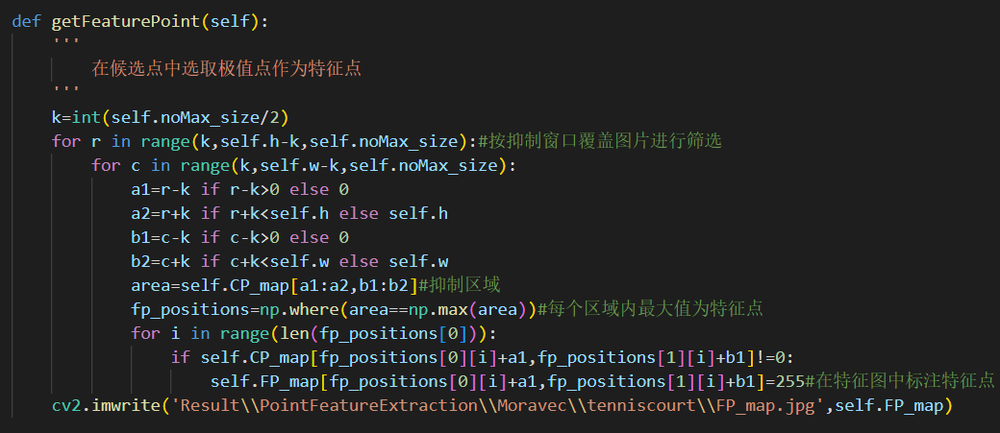 def getFeaturePoint(self):
    '''
        在候选点中选取极值点作为特征点
    '''
    k=int(self.noMax_size/2)
    for r in range(k,self.h-k,self.noMax_size):#按抑制窗口覆盖图片进行筛选
        for c in range(k,self.w-k,self.noMax_size):
            a1=r-k if r-k>0 else 0
            a2=r+k if r+k<self.h else self.h
            b1=c-k if c-k>0 else 0
            b2=c+k if c+k<self.w else self.w
            area=self.CP_map[a1:a2,b1:b2]#抑制区域
            fp_positions=np.where(area==np.max(area))#每个区域内最大值为特征点
            for i in range(len(fp_positions[0])):
                if self.CP_map[fp_positions[0][i]+a1,fp_positions[1][i]+b1]!=0:
                    self.FP_map[fp_positions[0][i]+a1,fp_positions[1][i]+b1]=255#在特征图中标注特征点
    cv2.imwrite('Result\\PointFeatureExtraction\\Moravec\\tenniscourt\\FP_map.jpg',self.FP_map)